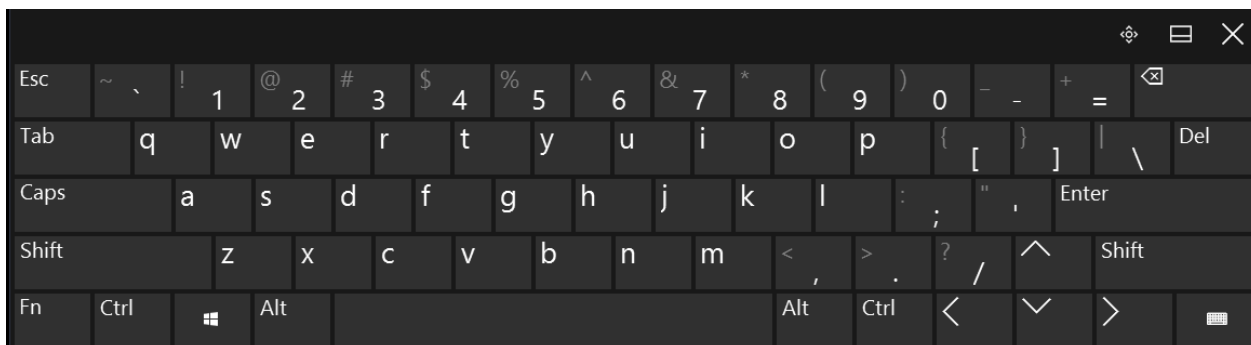 Esc ~ ` ! 1 @ 2 # 3 $ 4 % 5 ^ 6 & 7 * 8 ( 9 ) 0 _ - + =
Tab q w e r t y u i o p { [ } ] | \ Del
Caps a s d f g h j k l : ; " ' Enter
Shift z x c v b n m < , > . ? / Shift
Fn Ctrl Alt Alt Ctrl